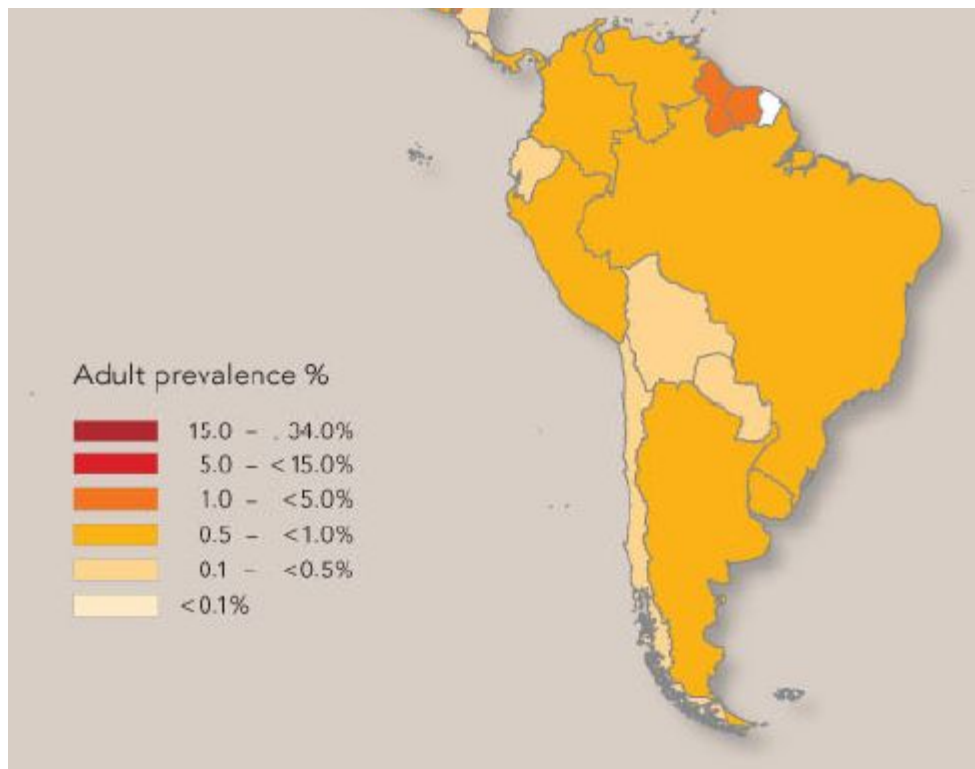 Adult prevalence %
15.0 – . 34.0%
5.0 – <15.0%
1.0 – <5.0%
0.5 – <1.0%
0.1 – <0.5%
<0.1%